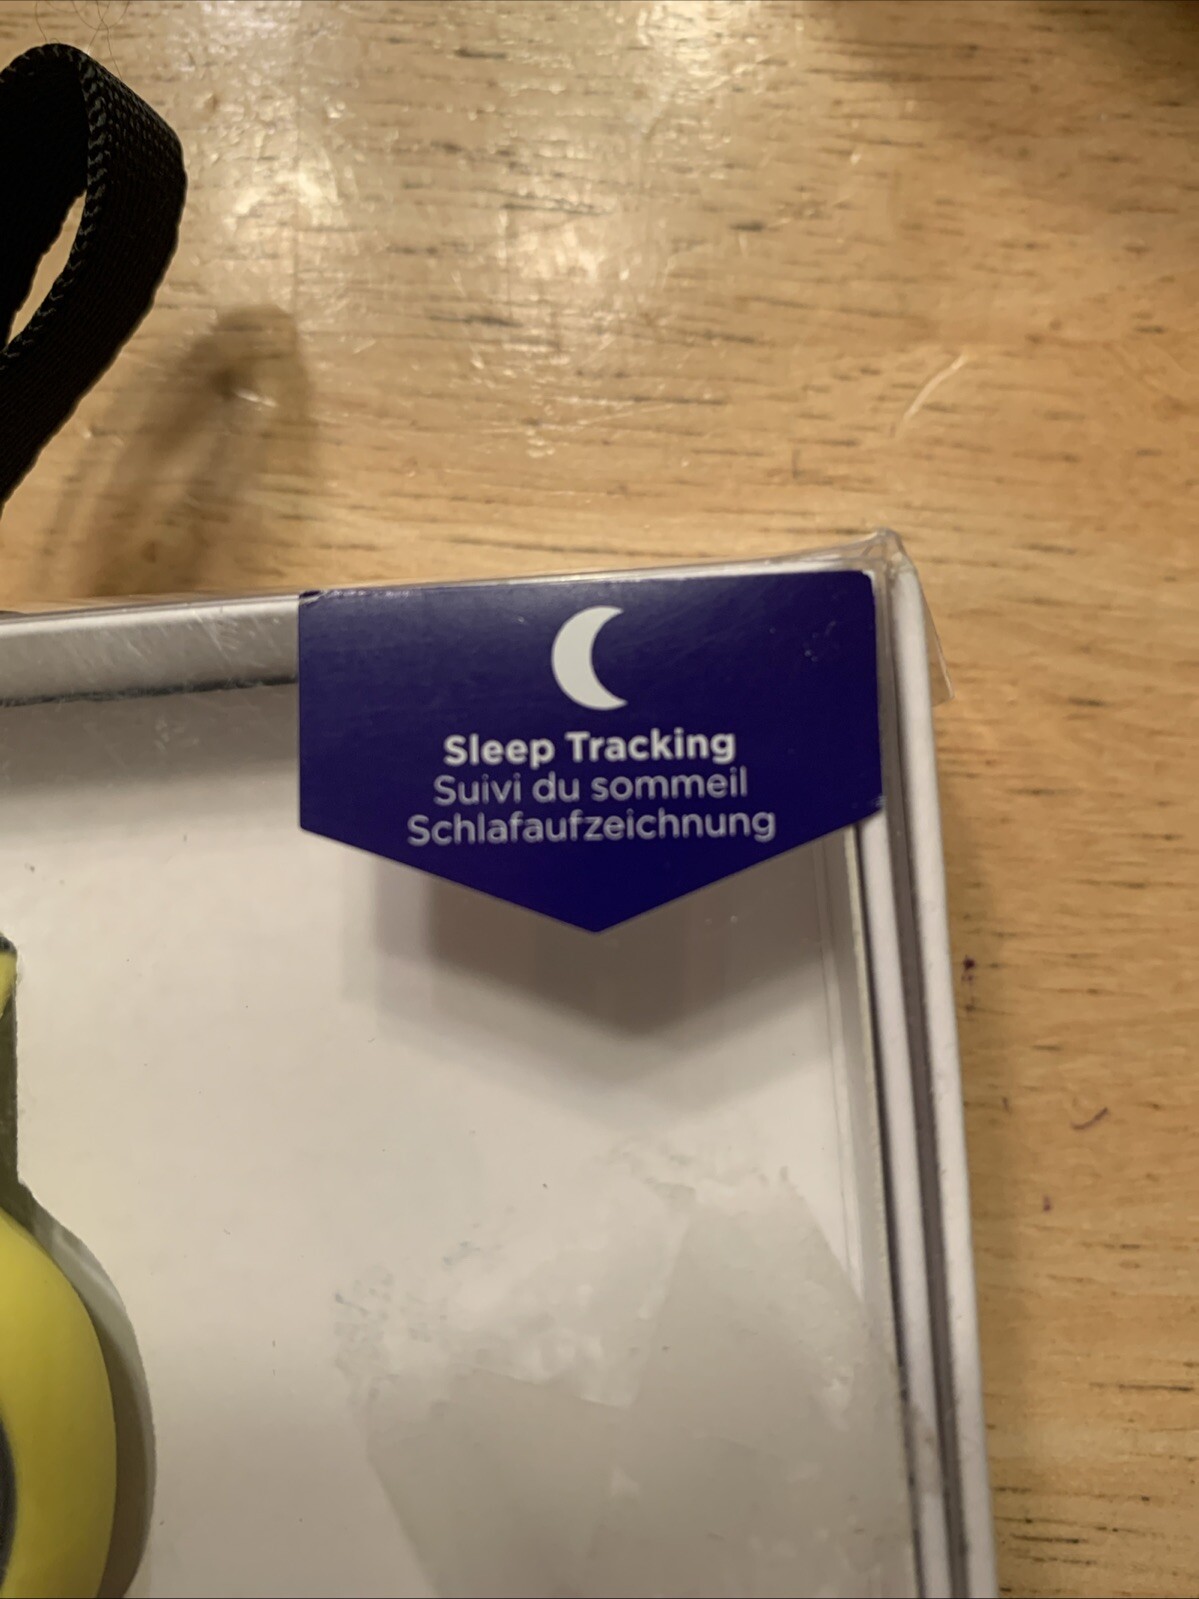 Sleep Tracking
Suivi du sommeil
Schlafaufzeichnung